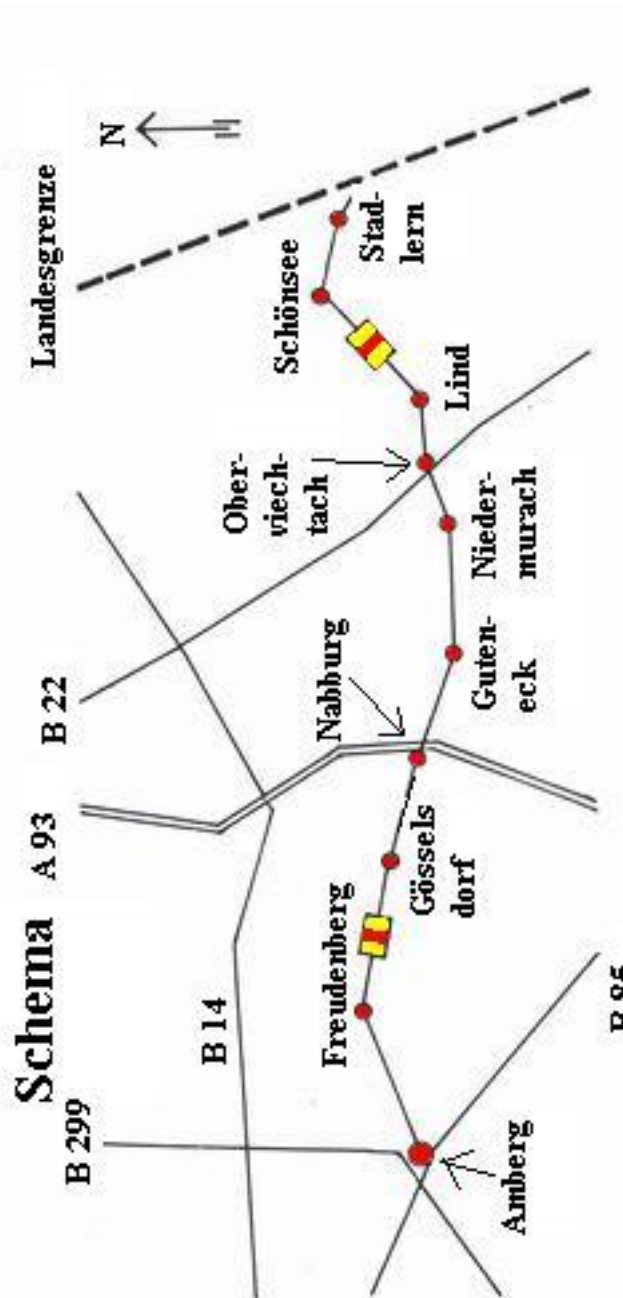 Schema
B 299
A 93
B 22
Landesgrenze
N
B 14
Freudenberg
Nabburg
Ober-
viech-
tach
Schönsee
Stad-
lern
Amberg
Gössels
dorf
Guten-
eck
Nieder-
murach
Lind